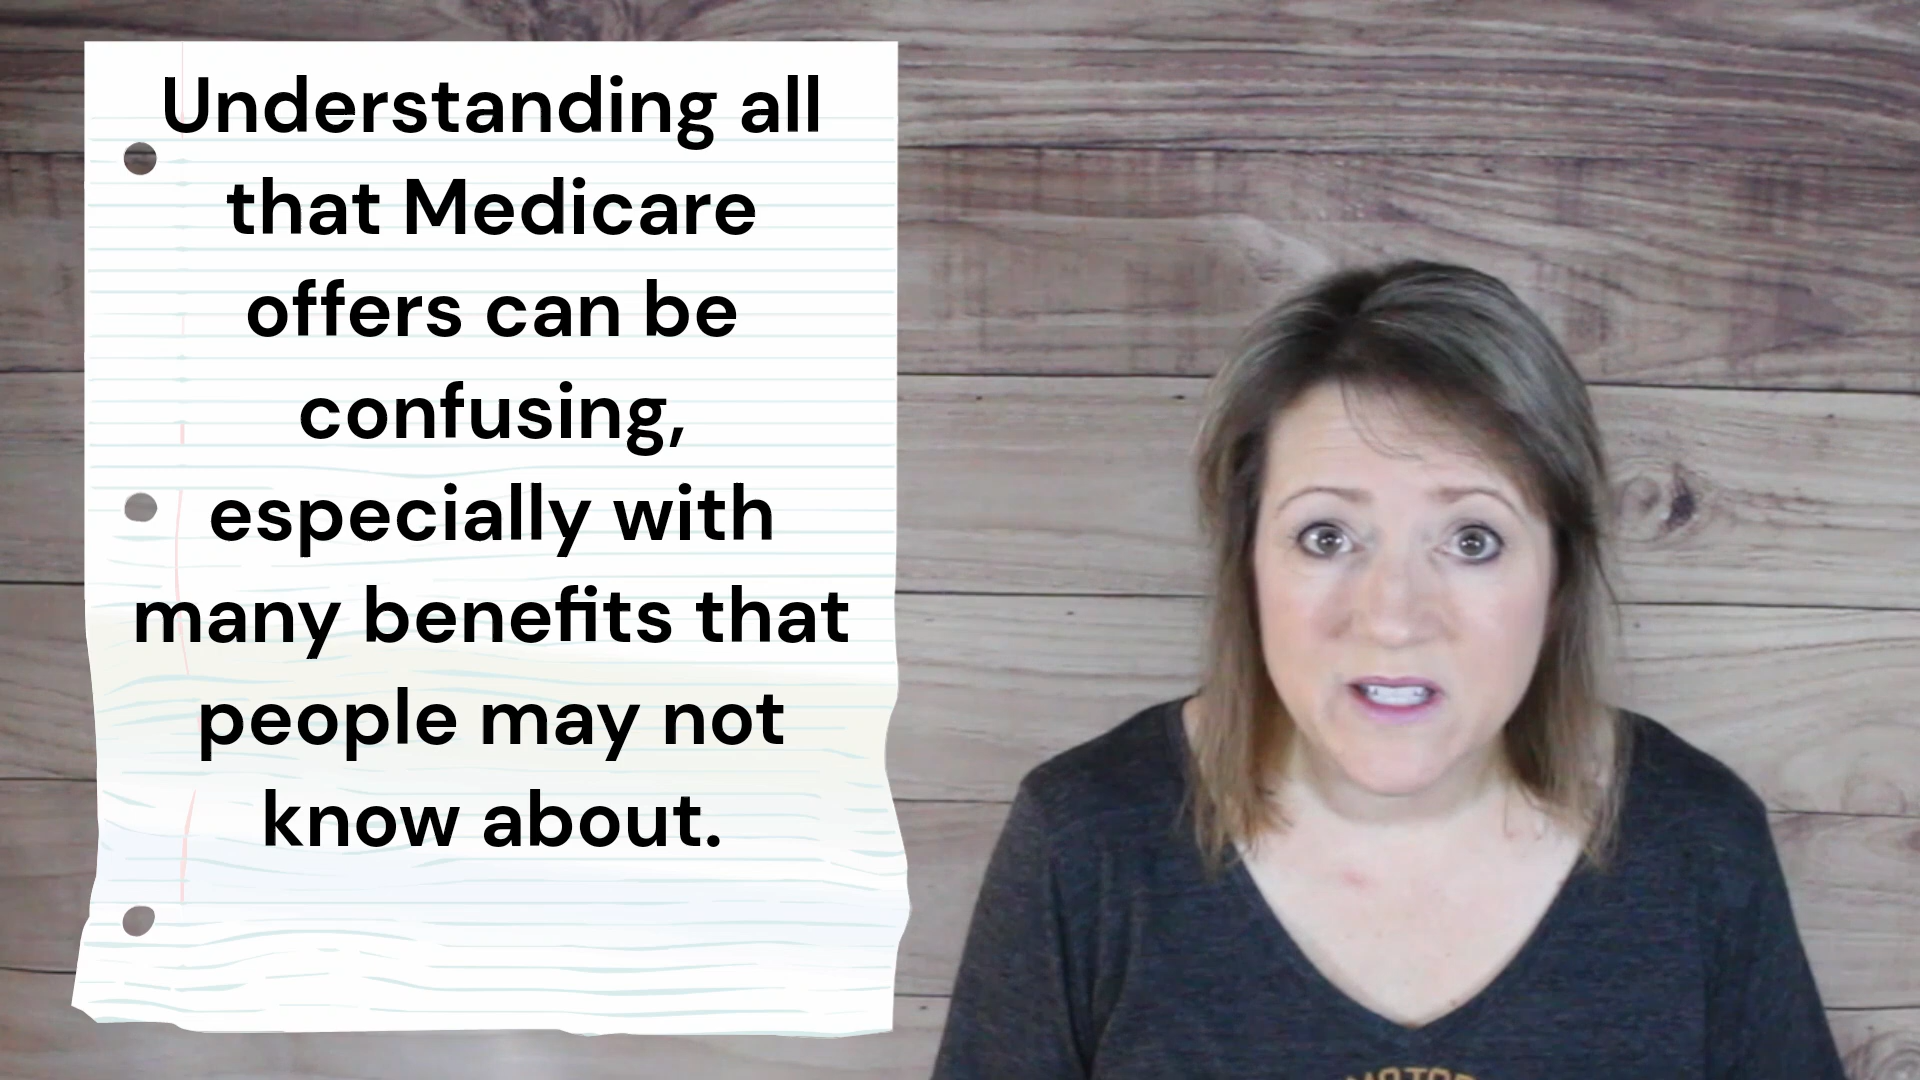 Understanding all
that Medicare
offers can be
confusing,
especially with
many benefits that
people may not
know about.